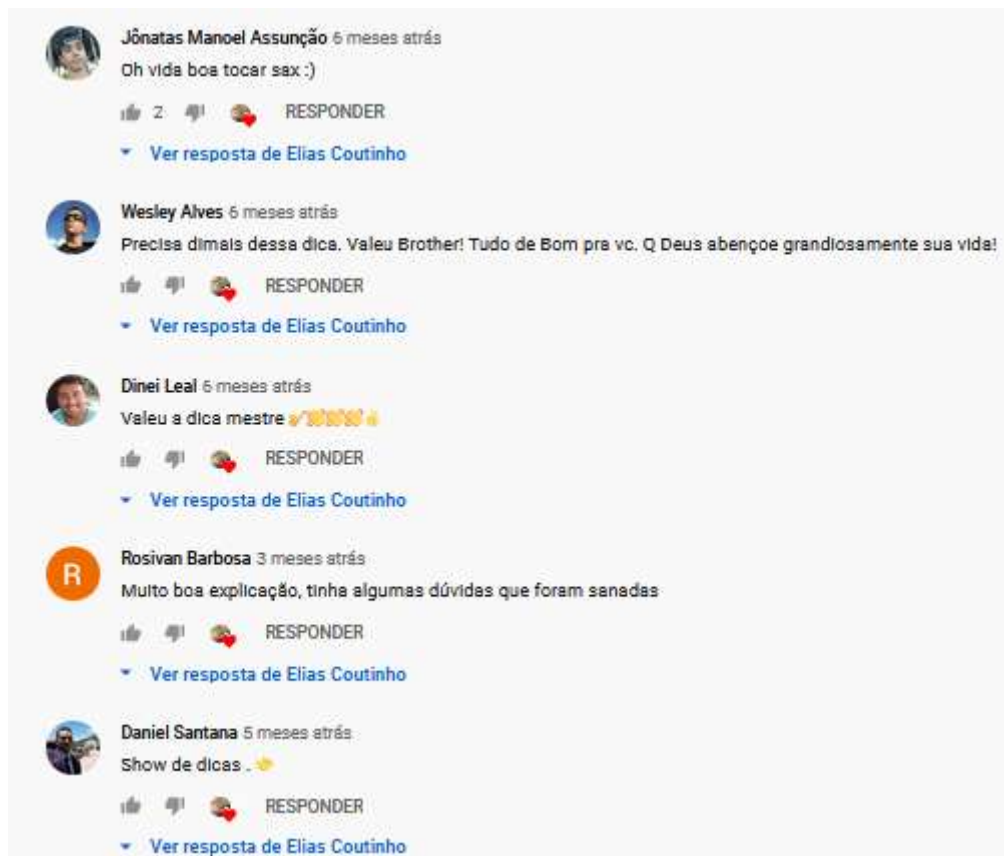 Jônatas Manoel Assunção 6 meses atrás
Oh vida boa tocar sax :)
2 RESPONDER
Ver resposta de Elias Coutinho
Wesley Alves 6 meses atrás
Precisa dimais dessa dica. Valeu Brother! Tudo de Bom pra vc. Q Deus abençoe grandiosamente sua vida!
RESPONDER
Ver resposta de Elias Coutinho
Dinei Leal 6 meses atrás
Valeu a dica mestre
RESPONDER
Ver resposta de Elias Coutinho
R
Rosivan Barbosa 3 meses atrás
Muito boa explicação, tinha algumas dúvidas que foram sanadas
RESPONDER
Ver resposta de Elias Coutinho
Daniel Santana 5 meses atrás
Show de dicas .
RESPONDER
Ver resposta de Elias Coutinho